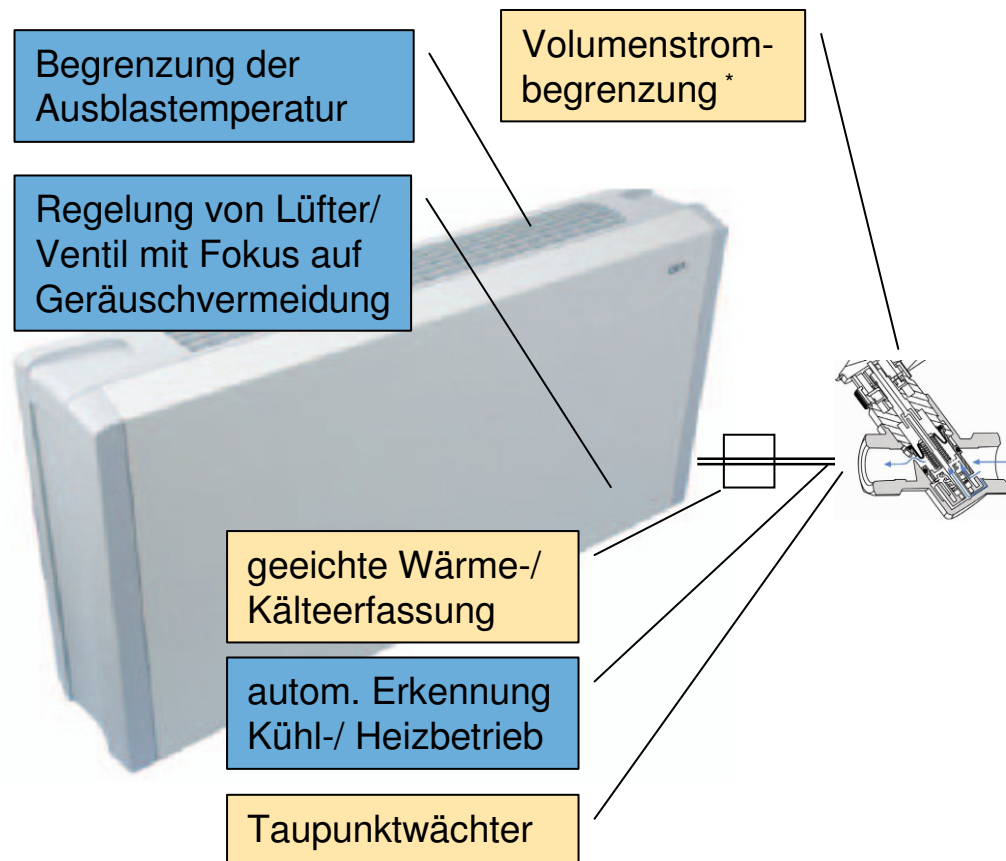 Begrenzung der
Ausblastemperatur
Volumenstrom-
begrenzung *
Regelung von Lüfter/
Ventil mit Fokus auf
Geräuschvermeidung
geeichte Wärme-/
Kälteerfassung
autom. Erkennung
Kühl-/ Heizbetrieb
Taupunktwächter